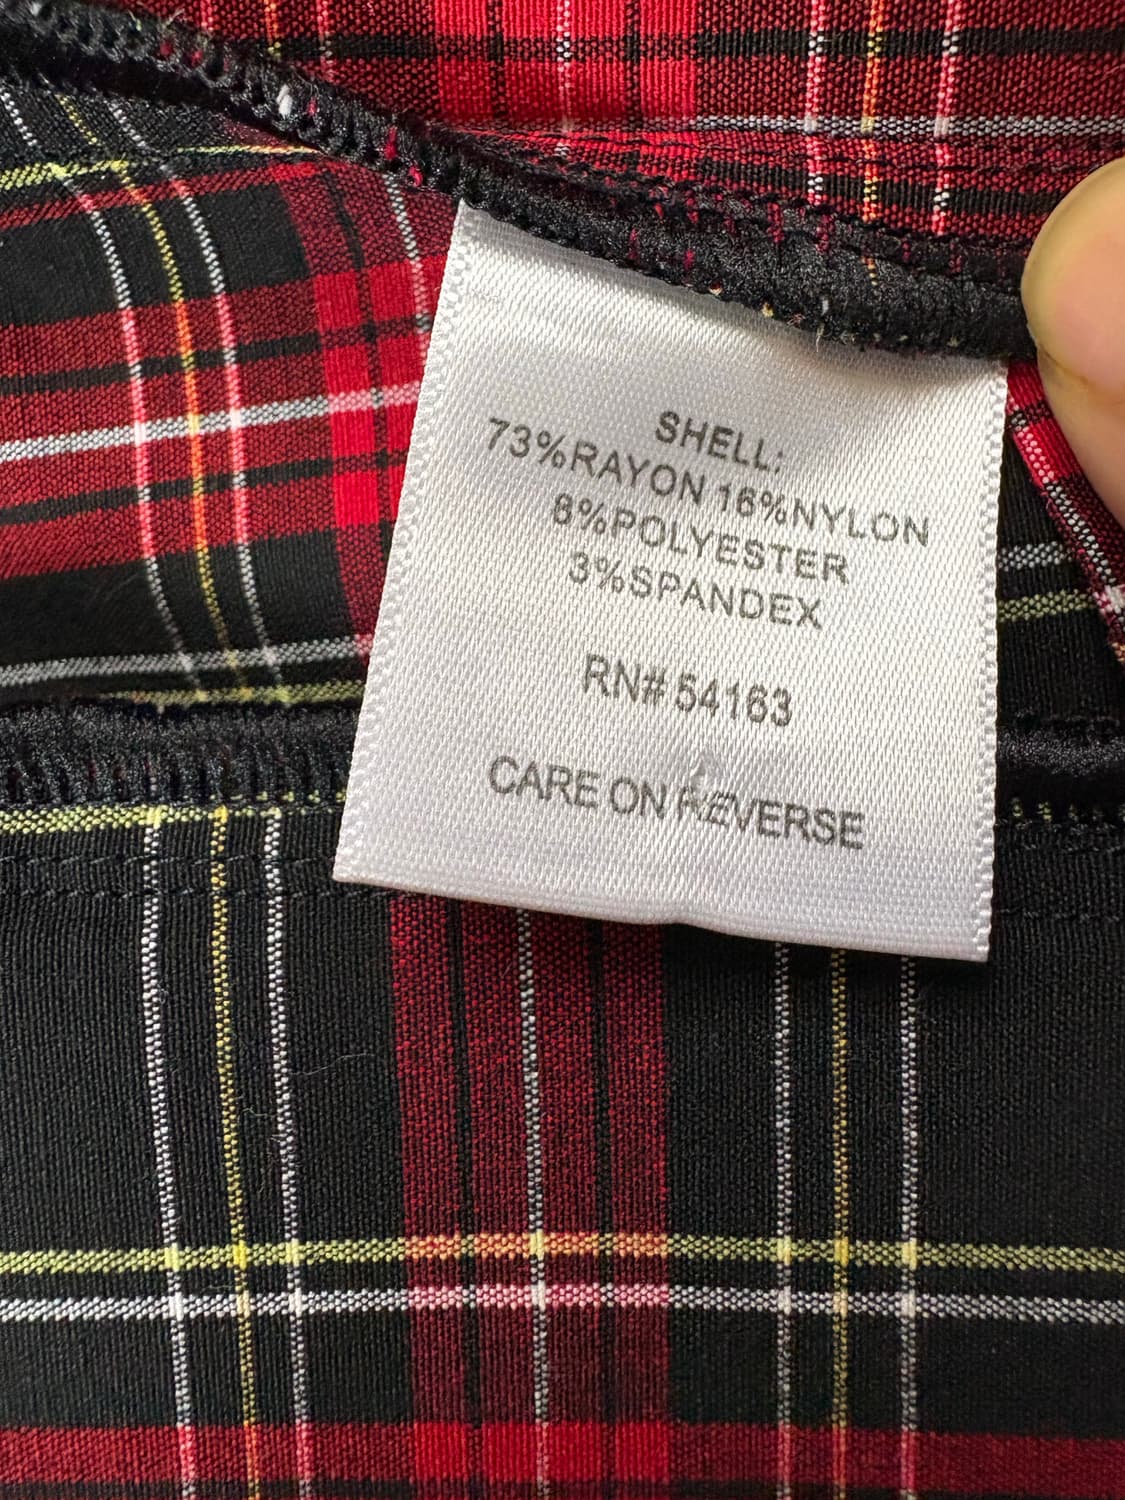 SHELL:
73%RAYON 16%NYLON
8%POLYESTER
3%SPANDEX
RN# 54163
CARE ON REVERSE